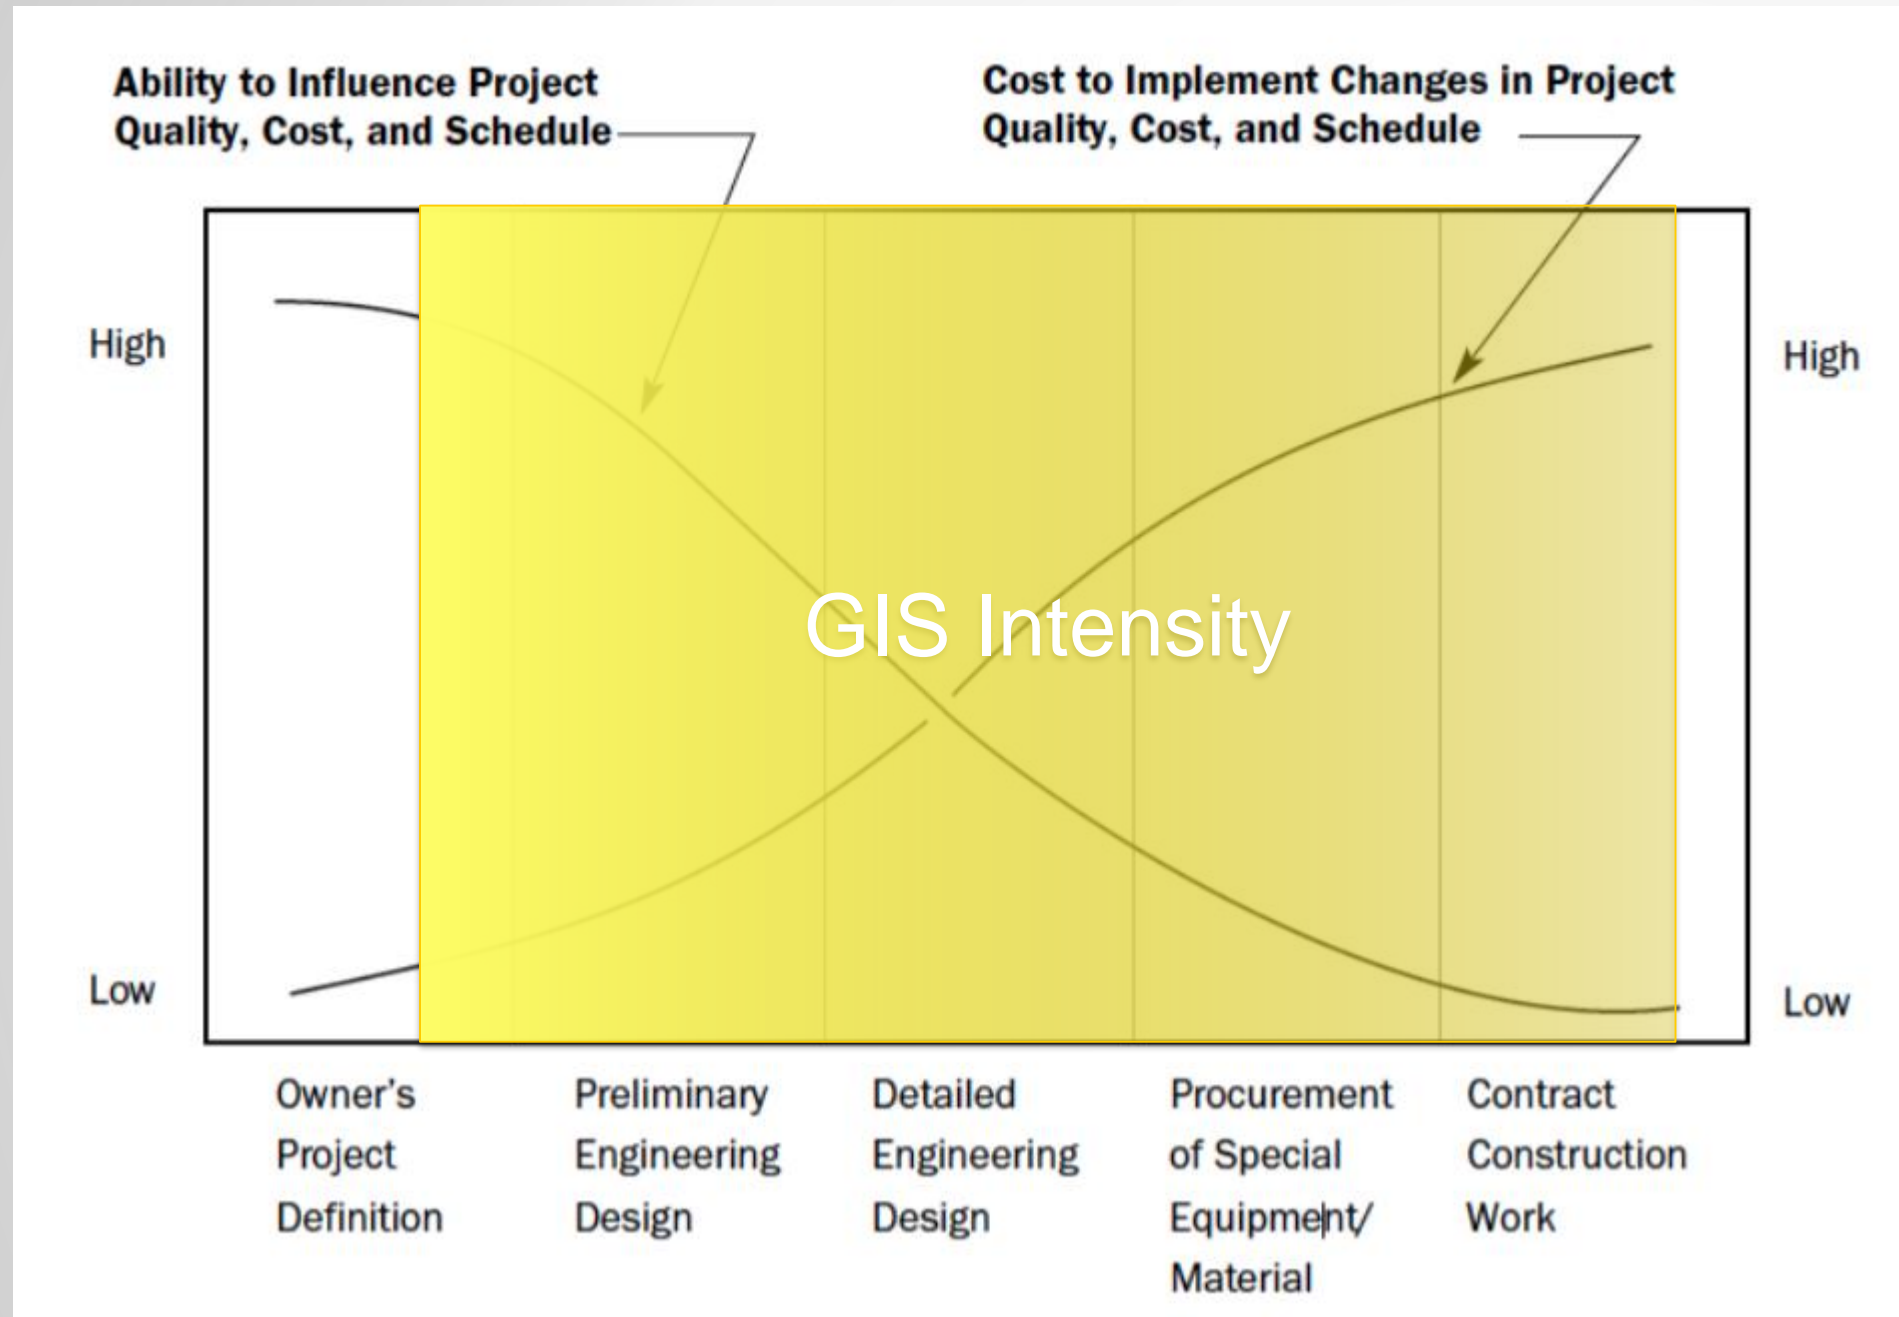 Ability to Influence Project
Quality, Cost, and Schedule
Cost to Implement Changes in Project
Quality, Cost, and Schedule
High
High
GIS Intensity
Low
Low
Owner's
Project
Definition
Preliminary
Engineering
Design
Detailed
Engineering
Design
Procurement
of Special
Equipment/
Material
Contract
Construction
Work